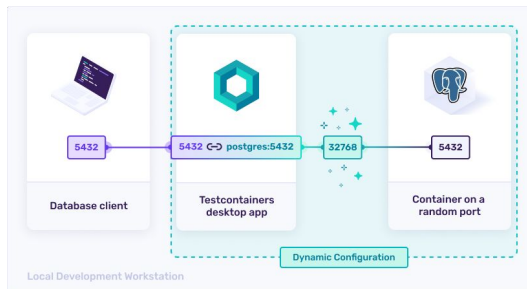 5432
5432 postgres:5432
32768
5432
Database client
Testcontainers
desktop app
Container on a
random port
Dynamic Configuration
Local Development Workstation